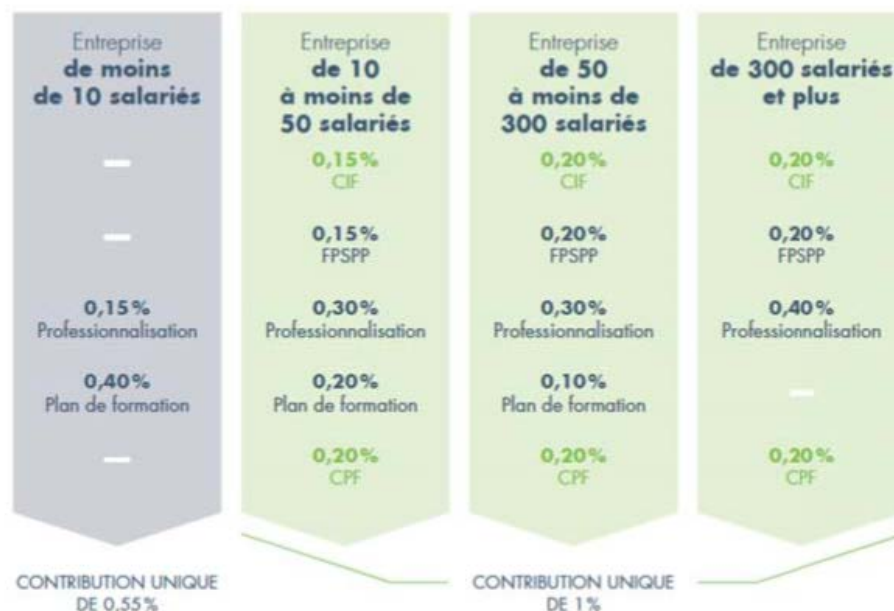 Entreprise
de moins
de 10 salariés
—
—
0,15%
Professionnalisation
0,40%
Plan de formation
—
Entreprise
de 10
à moins de
50 salariés
0,15%
CIF
0,15%
FPSPP
0,30%
Professionnalisation
0,20%
Plan de formation
0,20%
CPF
Entreprise
de 50
à moins de
300 salariés
0,20%
CIF
0,20%
FPSPP
0,30%
Professionnalisation
0,10%
Plan de formation
0,20%
CPF
Entreprise
de 300 salariés
et plus
0,20%
CIF
0,20%
FPSPP
0,40%
Professionnalisation
—
0,20%
CPF
CONTRIBUTION UNIQUE
DE 0,55%
CONTRIBUTION UNIQUE
DE 1%